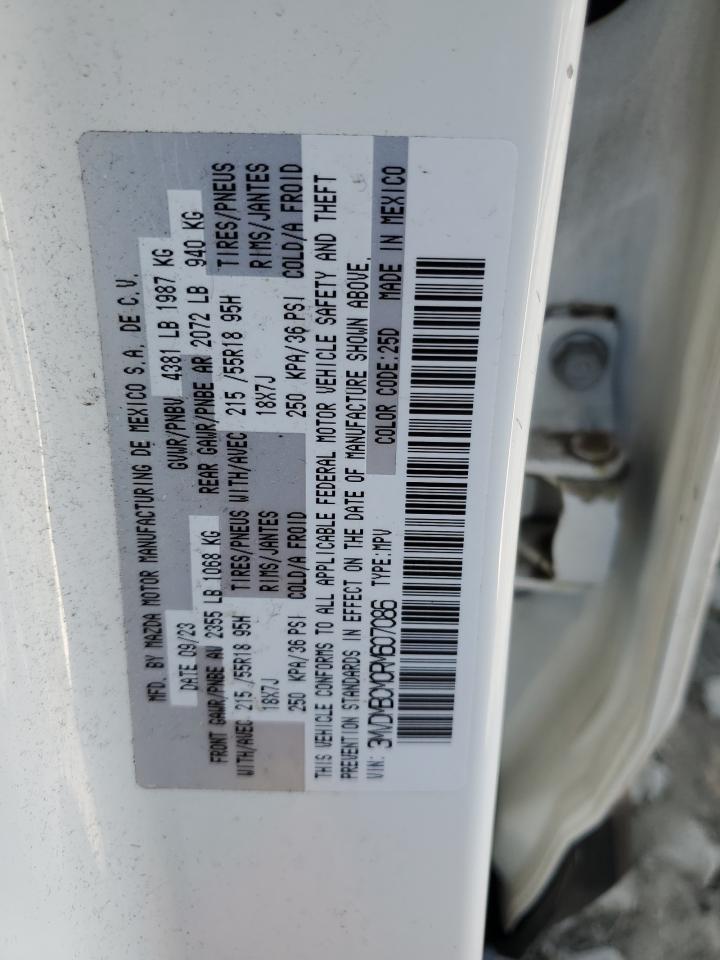 MFD. BY MAZDA MOTOR MANUFACTURING DE MEXICO S.A. DE C.V.
DATE 09/23 GVWR/PNBV 4381 LB 1987 KG
FRONT GAWR/PNBE AV 2355 LB 1068 KG REAR GAWR/PNBE AR 2072 LB 940 KG
WITH/AVEC 215 /55R18 95H TIRES/PNEUS WITH/AVEC 215 /55R18 95H TIRES/PNEUS
18X7J RIMS/JANTES 18X7J RIMS/JANTES
250 KPA/36 PSI COLD/A FROID 250 KPA/36 PSI COLD/A FROID
THIS VEHICLE CONFORMS TO ALL APPLICABLE FEDERAL MOTOR VEHICLE SAFETY AND THEFT
PREVENTION STANDARDS IN EFFECT ON THE DATE OF MANUFACTURE SHOWN ABOVE.
VIN: 3MVDMBCM0RM607086 TYPE:MPV COLOR CODE:25D MADE IN MEXICO